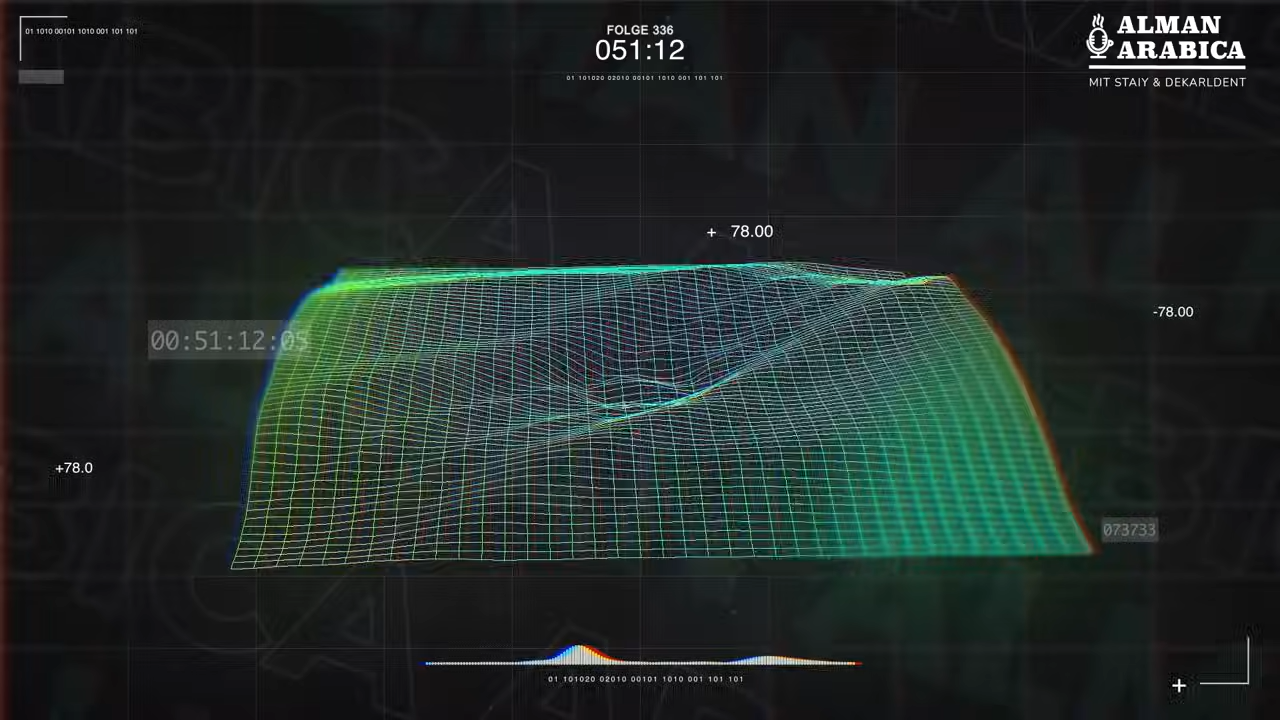 01 1010 00101 1010 001 101 101
FOLGE 336
051:12
01 101020 02010 00101 1010 001 101 101
ALMAN
ARABICA
MIT STAIY & DEKARLDENT
+ 78.00
-78.00
00:51:12:05
+78.0
073733
01 101020 02010 00101 1010 001 101 101
+